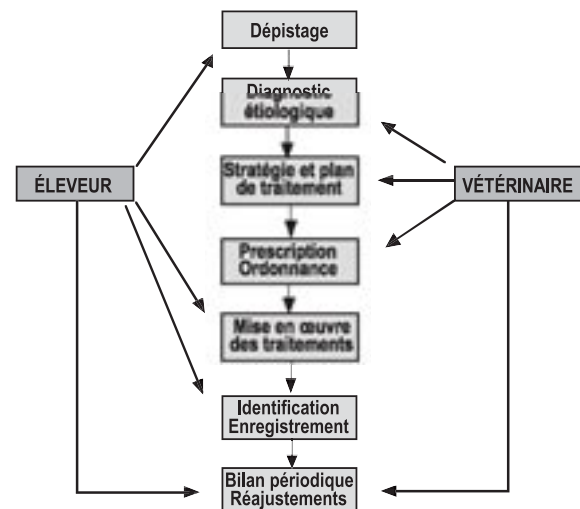 Dépistage
Diagnostic
étiologique
Stratégie et plan
de traitement
ÉLEVEUR
VÉTÉRINAIRE
Prescription
Ordonnance
Mise en œuvre
des traitements
Identification
Enregistrement
Bilan périodique
Réajustements